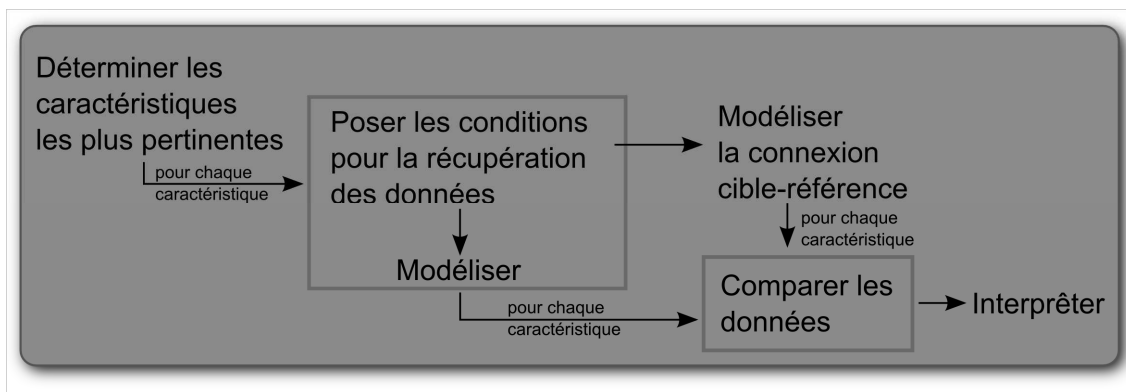 Déterminer les
caractéristiques
les plus pertinentes
pour chaque
caractéristique
Poser les conditions
pour la récupération
des données
Modéliser
pour chaque
caractéristique
Modéliser
la connexion
cible-référence
pour chaque
caractéristique
Comparer les
données
Interprêter